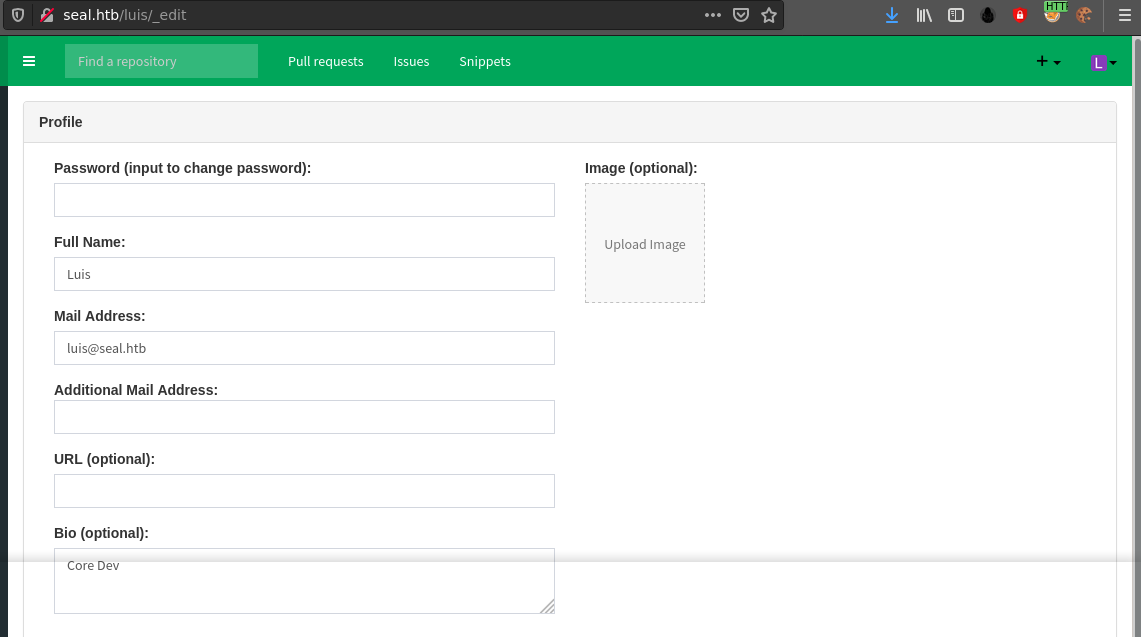 seal.htb/luis/_edit
HTTP
Find a repository
Pull requests
Issues
Snippets
L
Profile
Password (input to change password):
Image (optional):
Upload Image
Full Name:
Luis
Mail Address:
luis@seal.htb
Additional Mail Address:
URL (optional):
Bio (optional):
Core Dev